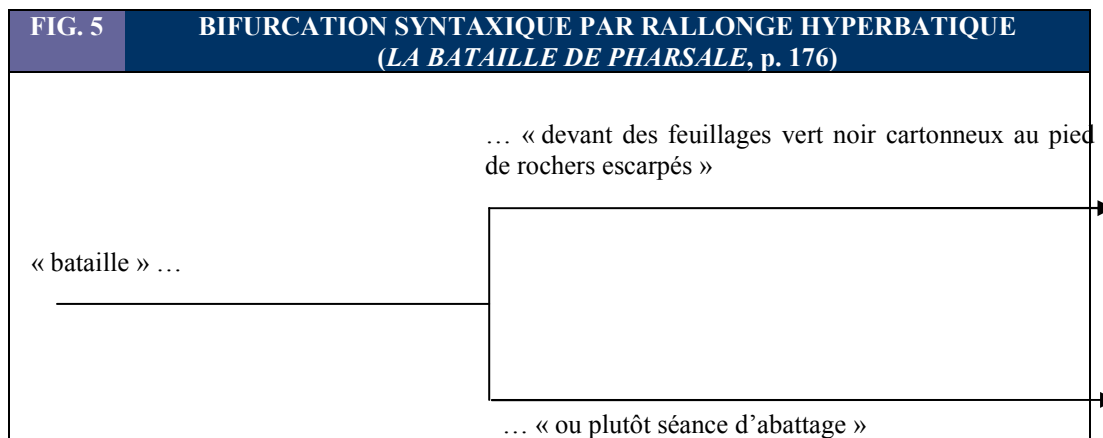 FIG. 5 BIFURCATION SYNTAXIQUE PAR RALLONGE HYPERBATIQUE
(LA BATAILLE DE PHARSALE, p. 176)
… « devant des feuillages vert noir cartonneux au pied
de rochers escarpés »
« bataille » …
… « ou plutôt séance d’abattage »